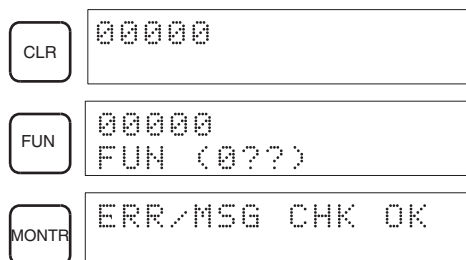 CLR
00000
FUN
00000
FUN (0??)
MONTR
ERR/MSG CHK OK